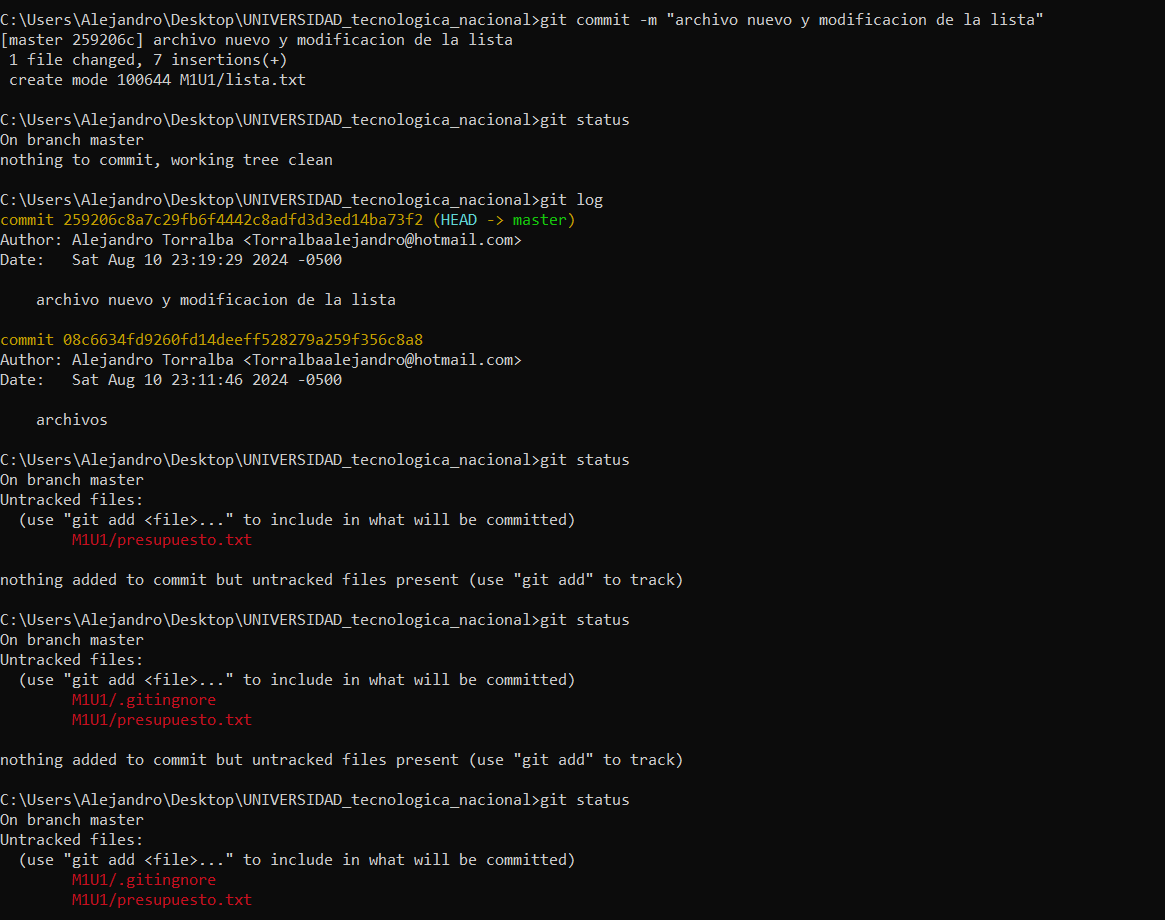 C:\Users\Alejandro\Desktop\UNIVERSIDAD_tecnologica_nacional>git commit -m "archivo nuevo y modificacion de la lista"
[master 259206c] archivo nuevo y modificacion de la lista
 1 file changed, 7 insertions(+)
 create mode 100644 M1U1/lista.txt

C:\Users\Alejandro\Desktop\UNIVERSIDAD_tecnologica_nacional>git status
On branch master
nothing to commit, working tree clean

C:\Users\Alejandro\Desktop\UNIVERSIDAD_tecnologica_nacional>git log
commit 259206c8a7c29fb6f4442c8adfd3d3ed14ba73f2 (HEAD -> master)
Author: Alejandro Torralba <Torralbaalejandro@hotmail.com>
Date:   Sat Aug 10 23:19:29 2024 -0500

    archivo nuevo y modificacion de la lista

commit 08c6634fd9260fd14deeff528279a259f356c8a8
Author: Alejandro Torralba <Torralbaalejandro@hotmail.com>
Date:   Sat Aug 10 23:11:46 2024 -0500

    archivos

C:\Users\Alejandro\Desktop\UNIVERSIDAD_tecnologica_nacional>git status
On branch master
Untracked files:
  (use "git add <file>..." to include in what will be committed)
        M1U1/presupuesto.txt

nothing added to commit but untracked files present (use "git add" to track)

C:\Users\Alejandro\Desktop\UNIVERSIDAD_tecnologica_nacional>git status
On branch master
Untracked files:
  (use "git add <file>..." to include in what will be committed)
        M1U1/.gitingnore
        M1U1/presupuesto.txt

nothing added to commit but untracked files present (use "git add" to track)

C:\Users\Alejandro\Desktop\UNIVERSIDAD_tecnologica_nacional>git status
On branch master
Untracked files:
  (use "git add <file>..." to include in what will be committed)
        M1U1/.gitingnore
        M1U1/presupuesto.txt